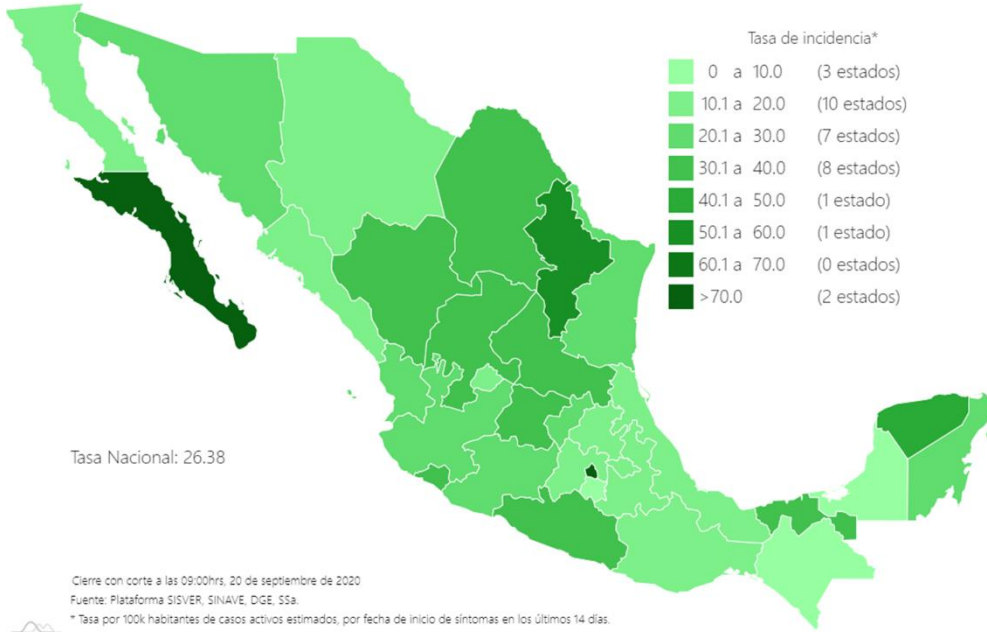 Tasa de incidencia*
0 a 10.0 (3 estados)
10.1 a 20.0 (10 estados)
20.1 a 30.0 (7 estados)
30.1 a 40.0 (8 estados)
40.1 a 50.0 (1 estado)
50.1 a 60.0 (1 estado)
60.1 a 70.0 (0 estados)
>70.0 (2 estados)
Tasa Nacional: 26.38
Cierre con corte a las 09:00hrs, 20 de septiembre de 2020
Fuente: Plataforma SISVER, SINAVE, DGE, SSa.
* Tasa por 100k habitantes de casos activos estimados, por fecha de inicio de síntomas en los últimos 14 días.